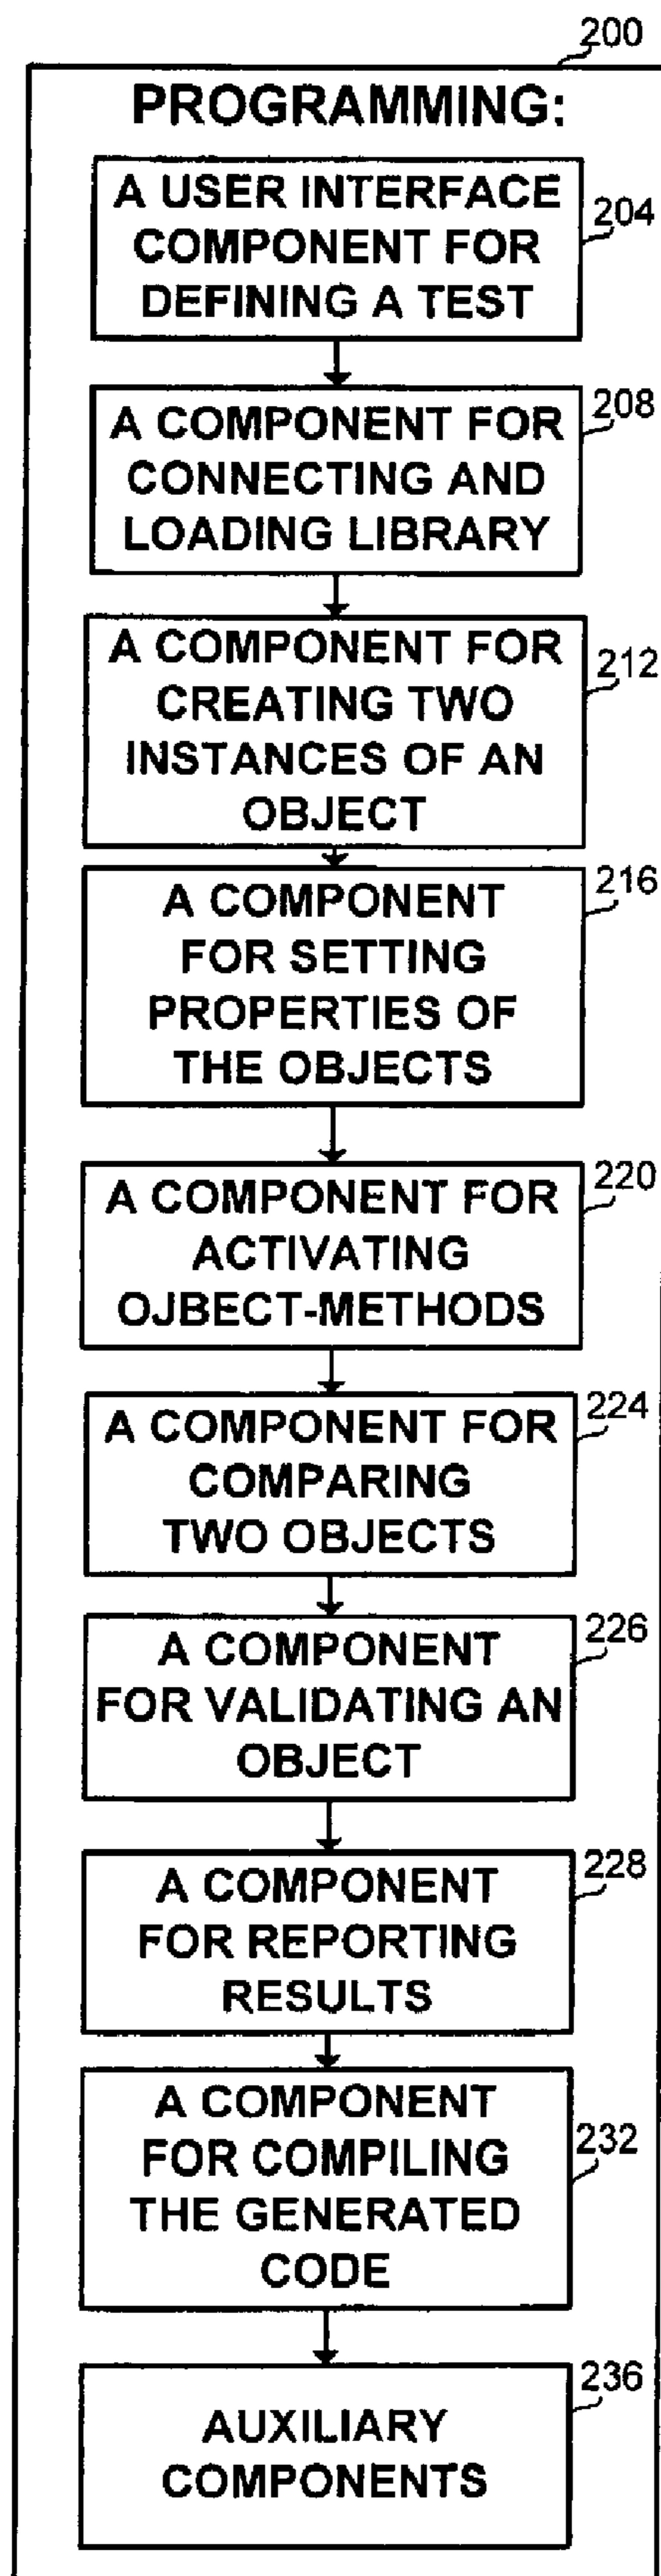 200
PROGRAMMING:
A USER INTERFACE
COMPONENT FOR
DEFINING A TEST
204
A COMPONENT FOR
CONNECTING AND
LOADING LIBRARY
208
A COMPONENT FOR
CREATING TWO
INSTANCES OF AN
OBJECT
212
A COMPONENT
FOR SETTING
PROPERTIES OF
THE OBJECTS
216
A COMPONENT FOR
ACTIVATING
OJBECT-METHODS
220
A COMPONENT FOR
COMPARING
TWO OBJECTS
224
A COMPONENT
FOR VALIDATING AN
OBJECT
226
A COMPONENT
FOR REPORTING
RESULTS
228
A COMPONENT
FOR COMPILING
THE GENERATED
CODE
232
AUXILIARY
COMPONENTS
236